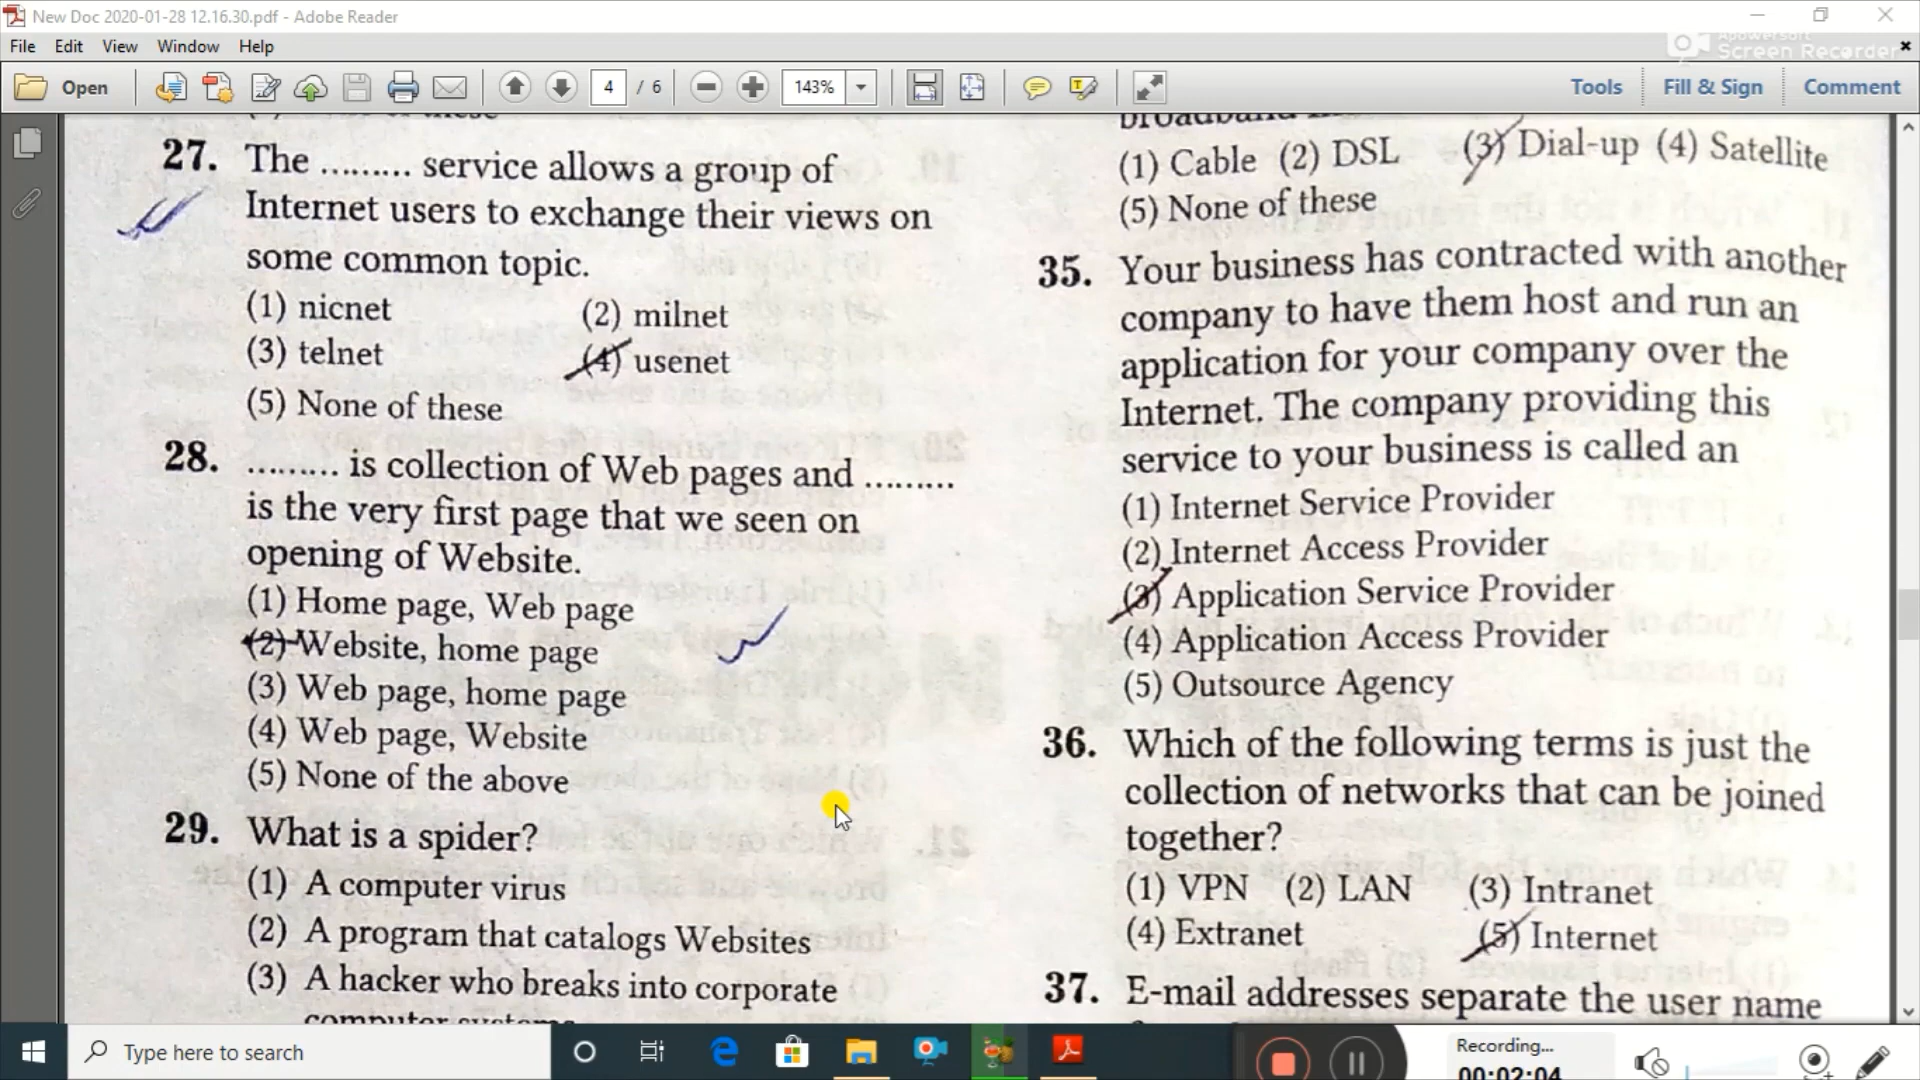 New Doc 2020-01-28 12.16.30.pdf - Adobe Reader
File Edit View Window Help
Apowersoft
Screen Recorder
Open 4 / 6 143% Tools Fill & Sign Comment
27. The ......... service allows a group of
Internet users to exchange their views on
some common topic.
(1) nicnet (2) milnet
(3) telnet (4) usenet
(5) None of these
28. ......... is collection of Web pages and .........
is the very first page that we seen on
opening of Website.
(1) Home page, Web page
(2) Website, home page
(3) Web page, home page
(4) Web page, Website
(5) None of the above
29. What is a spider?
(1) A computer virus
(2) A program that catalogs Websites
(3) A hacker who breaks into corporate
computer systems
broadband
(1) Cable (2) DSL (3) Dial-up (4) Satellite
(5) None of these
35. Your business has contracted with another
company to have them host and run an
application for your company over the
Internet. The company providing this
service to your business is called an
(1) Internet Service Provider
(2) Internet Access Provider
(3) Application Service Provider
(4) Application Access Provider
(5) Outsource Agency
36. Which of the following terms is just the
collection of networks that can be joined
together?
(1) VPN (2) LAN (3) Intranet
(4) Extranet (5) Internet
37. E-mail addresses separate the user name
Type here to search
Recording...
00:02:04